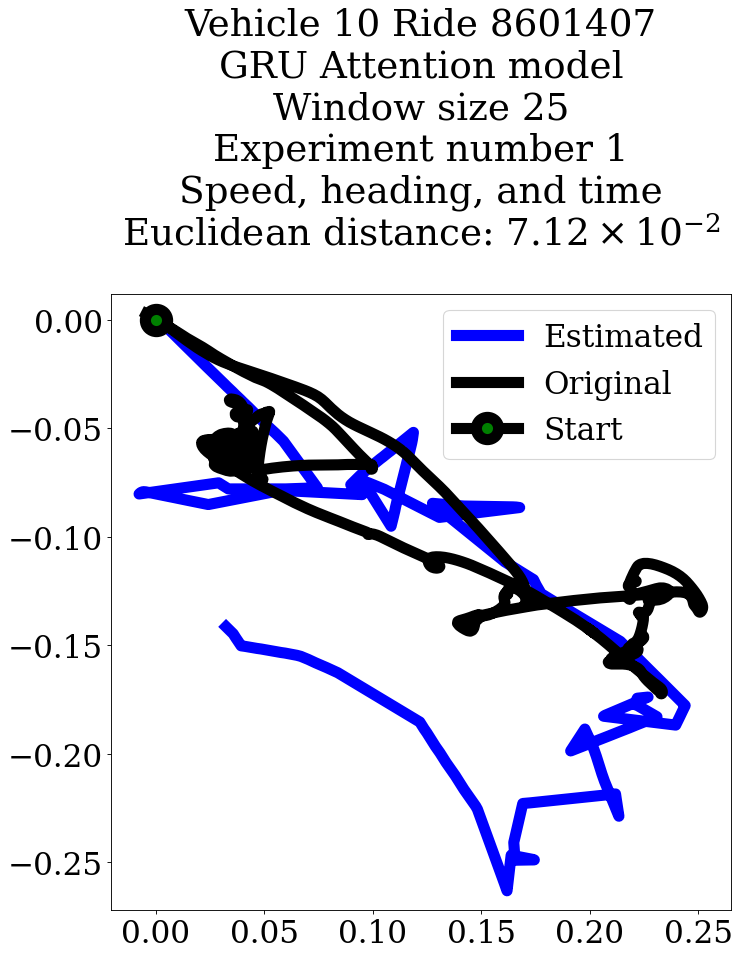 Vehicle 10 Ride 8601407
GRU Attention model
Window size 25
Experiment number 1
Speed, heading, and time
Euclidean distance: 7.12 × 10⁻²
Estimated
Original
Start
0.00
−0.05
−0.10
−0.15
−0.20
−0.25
0.00 0.05 0.10 0.15 0.20 0.25